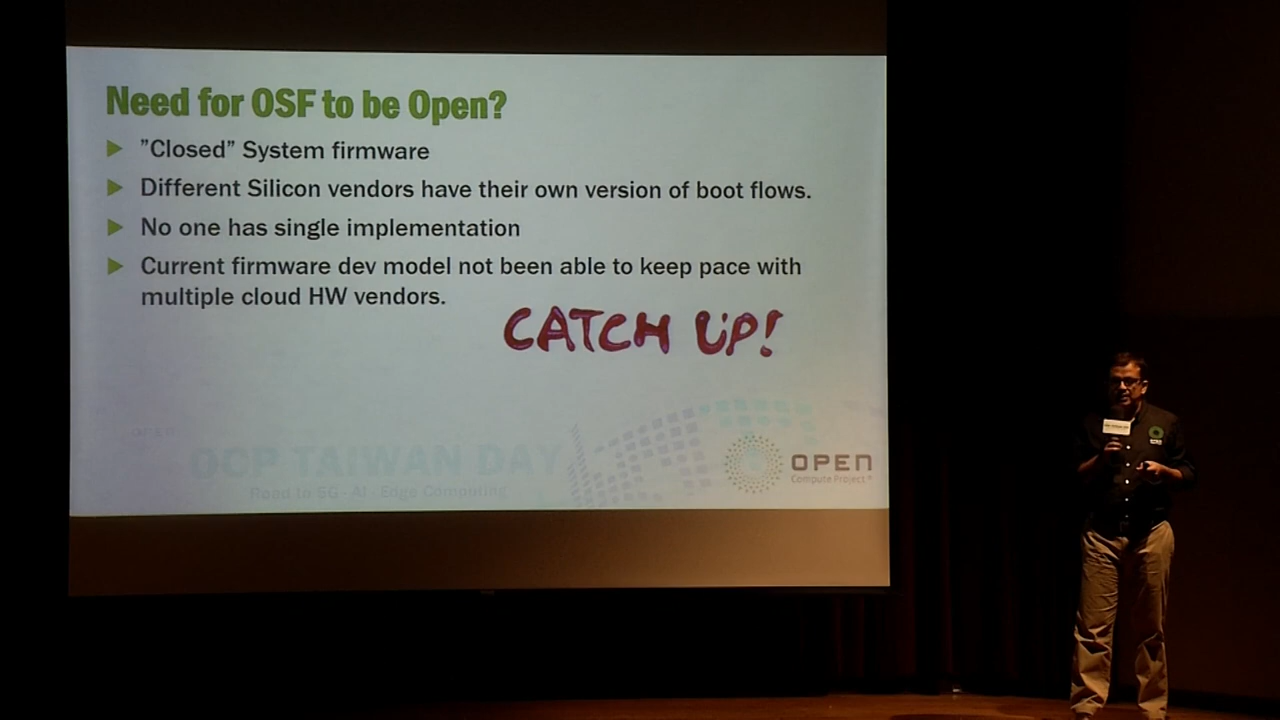 Need for OSF to be Open?
”Closed” System firmware
Different Silicon vendors have their own version of boot flows.
No one has single implementation
Current firmware dev model not been able to keep pace with
multiple cloud HW vendors.
CATCH UP!
OCP TAIWAN DAY
Road to 5G - AI . Edge Computing
OPEN
Compute Project®